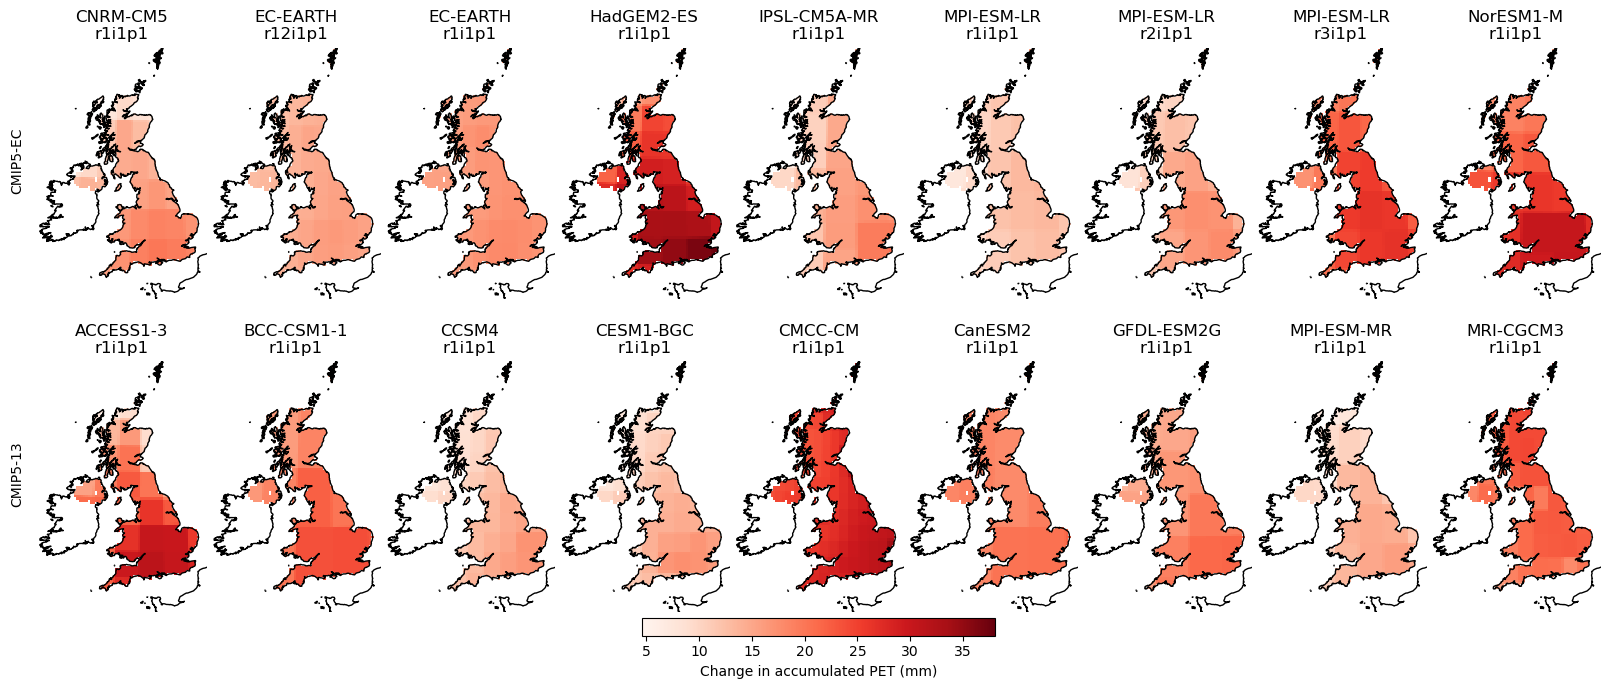 CNRM-CM5 EC-EARTH EC-EARTH HadGEM2-ES IPSL-CM5A-MR MPI-ESM-LR MPI-ESM-LR MPI-ESM-LR NorESM1-M
r1i1p1 r12i1p1 r1i1p1 r1i1p1 r1i1p1 r1i1p1 r2i1p1 r3i1p1 r1i1p1
CMIP5-EC
ACCESS1-3 BCC-CSM1-1 CCSM4 CESM1-BGC CMCC-CM CanESM2 GFDL-ESM2G MPI-ESM-MR MRI-CGCM3
r1i1p1 r1i1p1 r1i1p1 r1i1p1 r1i1p1 r1i1p1 r1i1p1 r1i1p1 r1i1p1
CMIP5-13
5 10 15 20 25 30 35
Change in accumulated PET (mm)